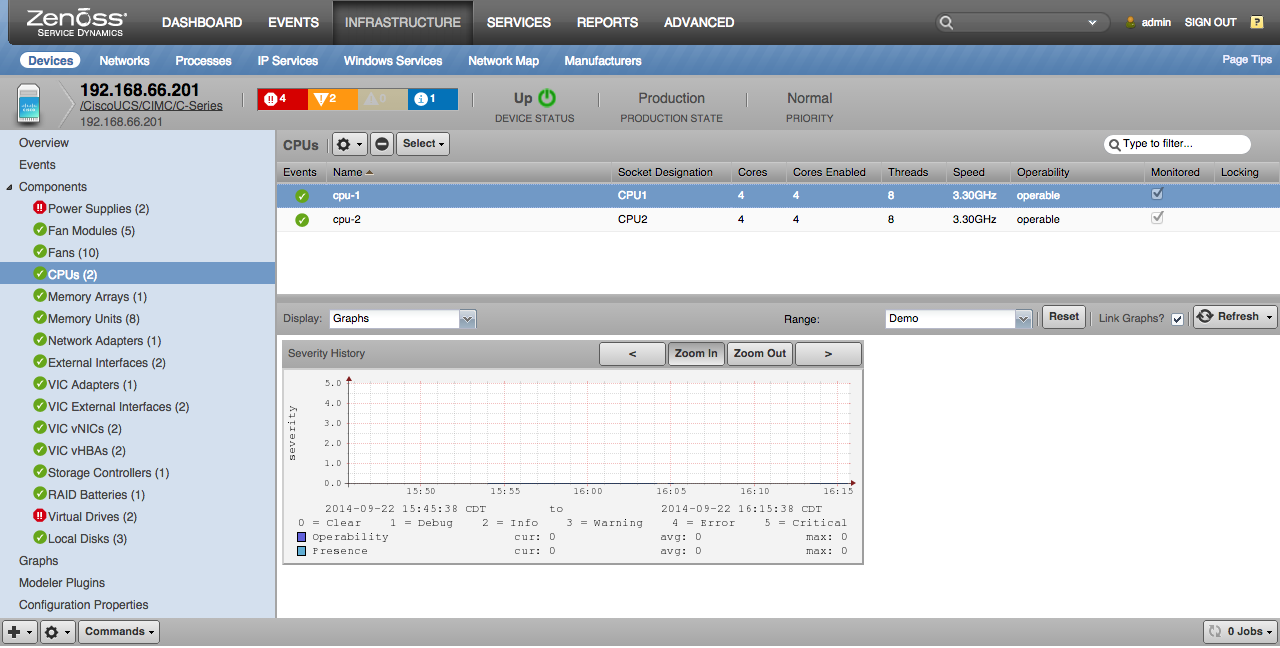 Zenoss®
SERVICE DYNAMICS
DASHBOARD EVENTS INFRASTRUCTURE SERVICES REPORTS ADVANCED
admin SIGN OUT ?
Devices Networks Processes IP Services Windows Services Network Map Manufacturers
Page Tips
192.168.66.201
/CiscoUCS/CIMC/C-Series
192.168.66.201
4 2 0 1
Up
DEVICE STATUS
Production
PRODUCTION STATE
Normal
PRIORITY
Overview
Events
Components
Power Supplies (2)
Fan Modules (5)
Fans (10)
CPUs (2)
Memory Arrays (1)
Memory Units (8)
Network Adapters (1)
External Interfaces (2)
VIC Adapters (1)
VIC External Interfaces (2)
VIC vNICs (2)
VIC vHBAs (2)
Storage Controllers (1)
RAID Batteries (1)
Virtual Drives (2)
Local Disks (3)
Graphs
Modeler Plugins
Configuration Properties
CPUs Select Type to filter...
Events Name Socket Designation Cores Cores Enabled Threads Speed Operability Monitored Locking
cpu-1 CPU1 4 4 8 3.30GHz operable
cpu-2 CPU2 4 4 8 3.30GHz operable
Display: Graphs Range: Demo Reset Link Graphs? Refresh
Severity History < Zoom In Zoom Out >
severity
5.0
4.0
3.0
2.0
1.0
0.0
15:50 15:55 16:00 16:05 16:10 16:15
2014-09-22 15:45:38 CDT to 2014-09-22 16:15:38 CDT
0 = Clear 1 = Debug 2 = Info 3 = Warning 4 = Error 5 = Critical
Operability cur: 0 avg: 0 max: 0
Presence cur: 0 avg: 0 max: 0
Commands 0 Jobs